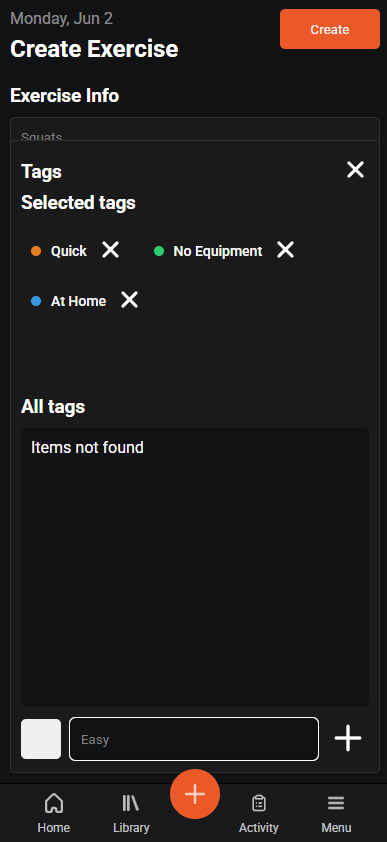 Monday, Jun 2
Create Exercise
Create
Exercise Info
Squats
Tags
Selected tags
Quick
No Equipment
At Home
All tags
Items not found
Easy
Home
Library
Activity
Menu